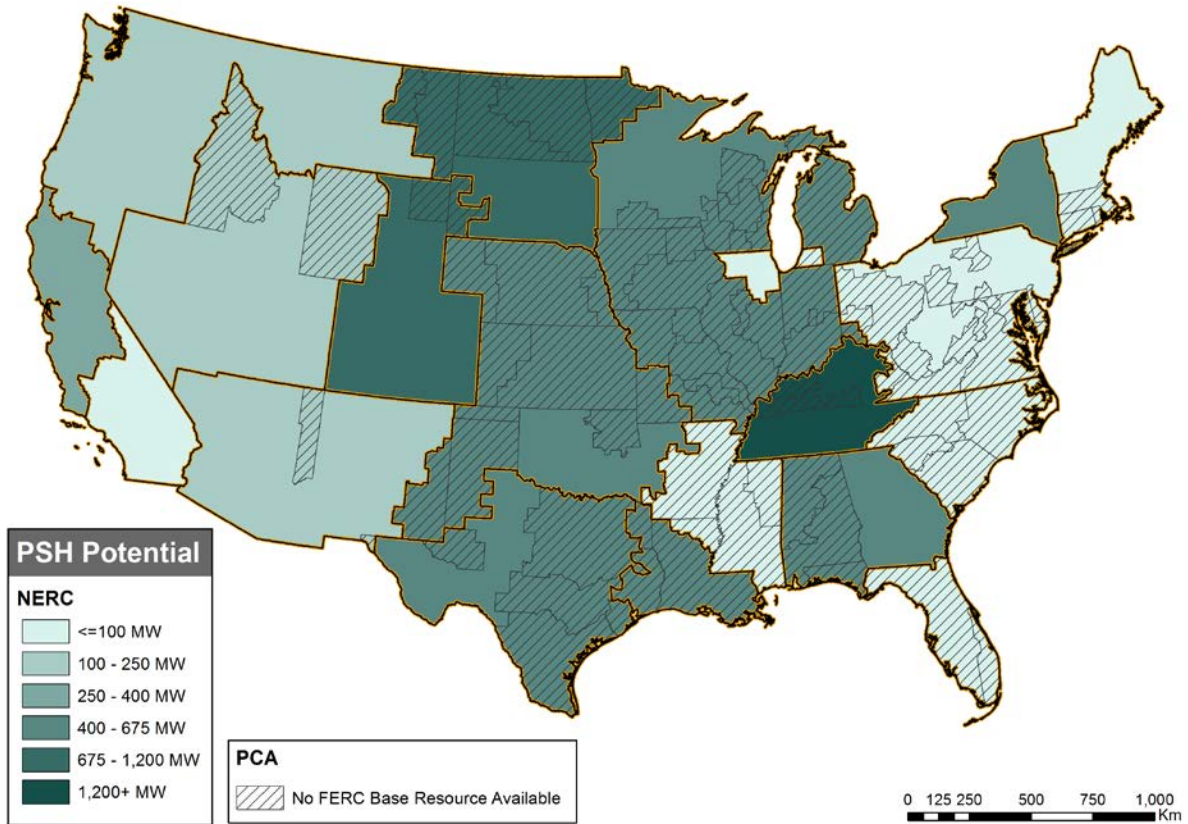 PSH Potential
NERC
<=100 MW
100 - 250 MW
250 - 400 MW
400 - 675 MW
675 - 1,200 MW
1,200+ MW
PCA
No FERC Base Resource Available
0 125 250 500 750 1,000
Km